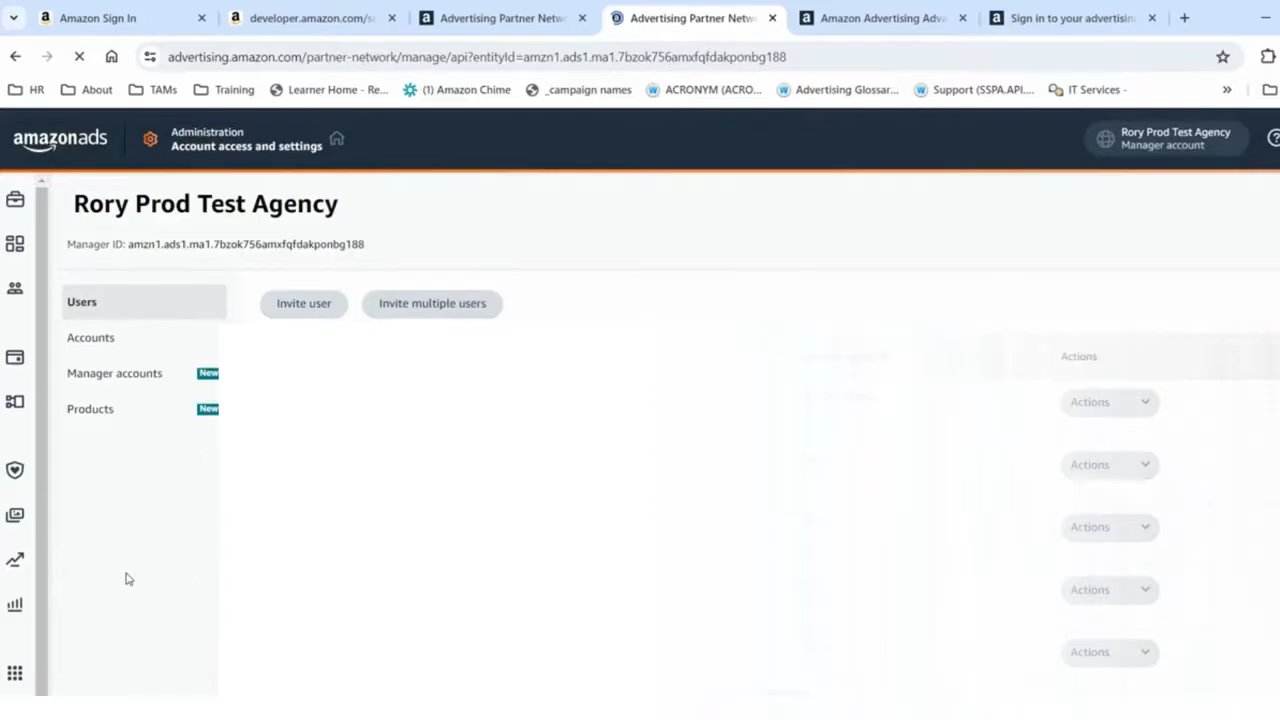 Amazon Sign In
developer.amazon.com/s
Advertising Partner Netw
Advertising Partner Netw
Amazon Advertising Adva
Sign in to your advertisin
advertising.amazon.com/partner-network/manage/api?entityId=amzn1.ads1.ma1.7bzok756amxfqfdakponbg188
HR
About
TAMs
Training
Learner Home - Re...
(1) Amazon Chime
_campaign names
ACRONYM (ACRO...
Advertising Glossar...
Support (SSPA.API....
IT Services -
»
amazonads
Administration
Account access and settings
Rory Prod Test Agency
Manager account
Rory Prod Test Agency
Manager ID: amzn1.ads1.ma1.7bzok756amxfqfdakponbg188
Users
Invite user
Invite multiple users
Accounts
Actions
Manager accounts
New
Products
New
Actions
Actions
Actions
Actions
Actions